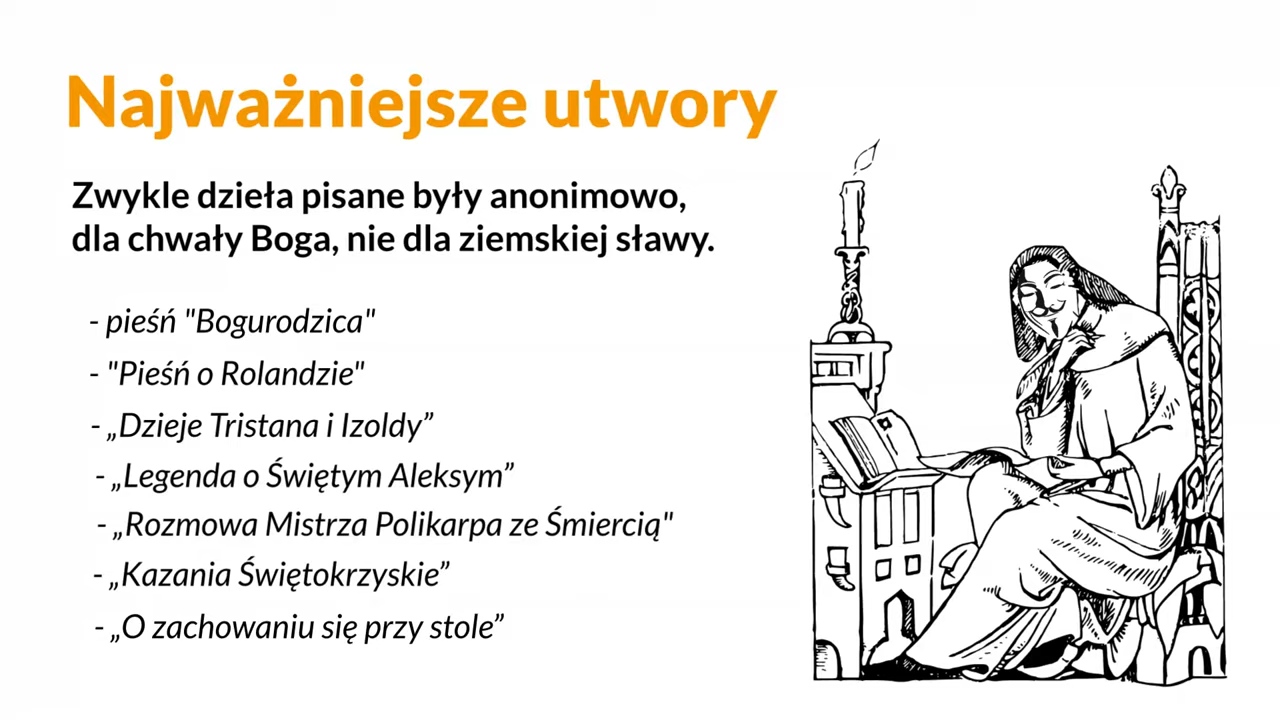 Najważniejsze utwory
Zwykle dzieła pisane były anonimowo,
dla chwały Boga, nie dla ziemskiej sławy.
- pieśń "Bogurodzica"
- "Pieśń o Rolandzie"
- „Dzieje Tristana i Izoldy”
- „Legenda o Świętym Aleksym”
- „Rozmowa Mistrza Polikarpa ze Śmiercią"
- „Kazania Świętokrzyskie”
- „O zachowaniu się przy stole”